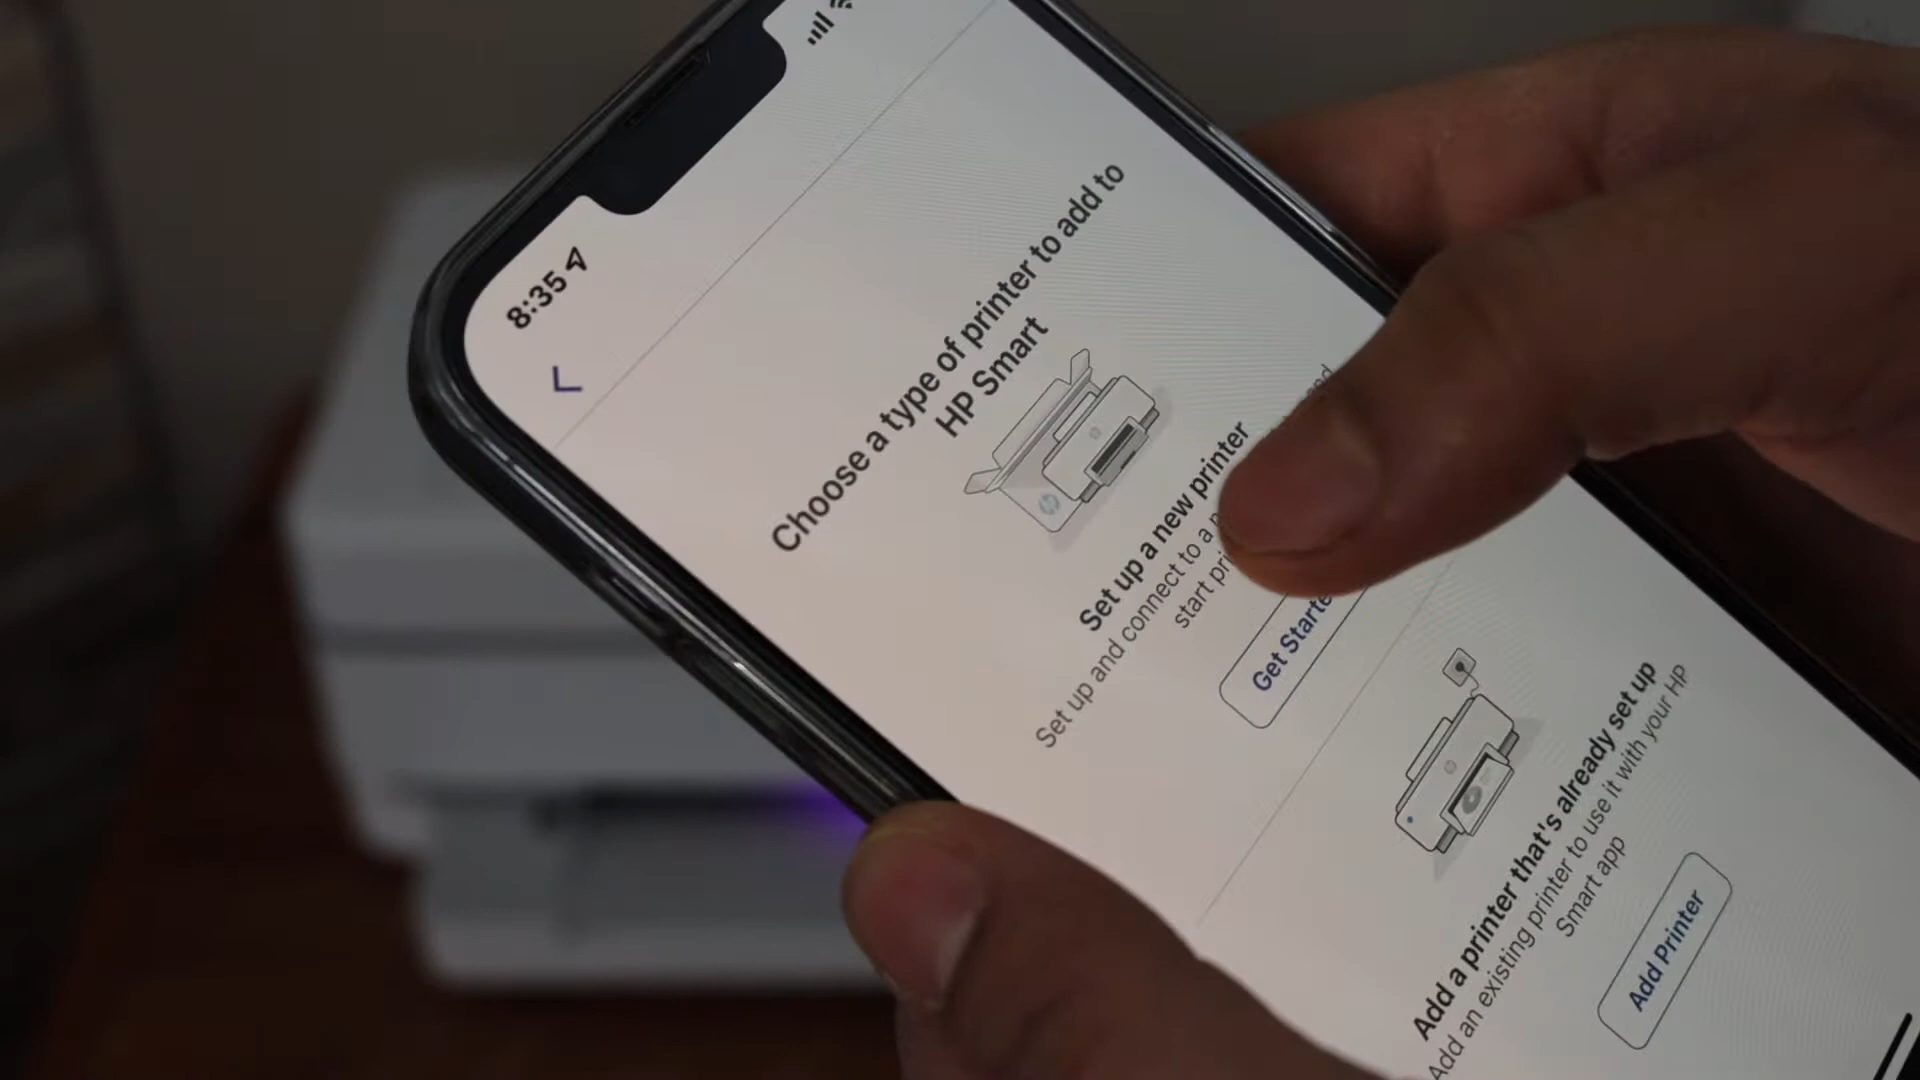 8:35
Choose a type of printer to add to
HP Smart
Set up a new printer
Set up and connect to a
start
Get
Add a printer that's already set up
Add an existing printer to use it with your HP
Smart app
Add Printer